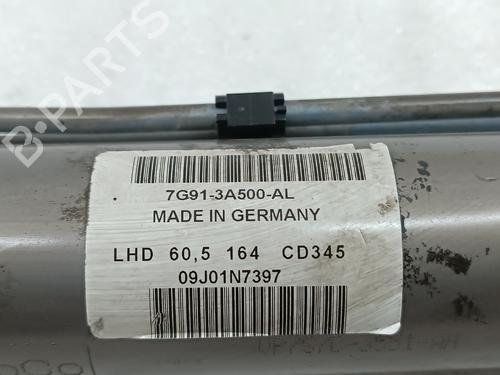 B-PARTS
7G91-3A500-AL
MADE IN GERMANY
LHD 60,5 164 CD345
09J01N7397